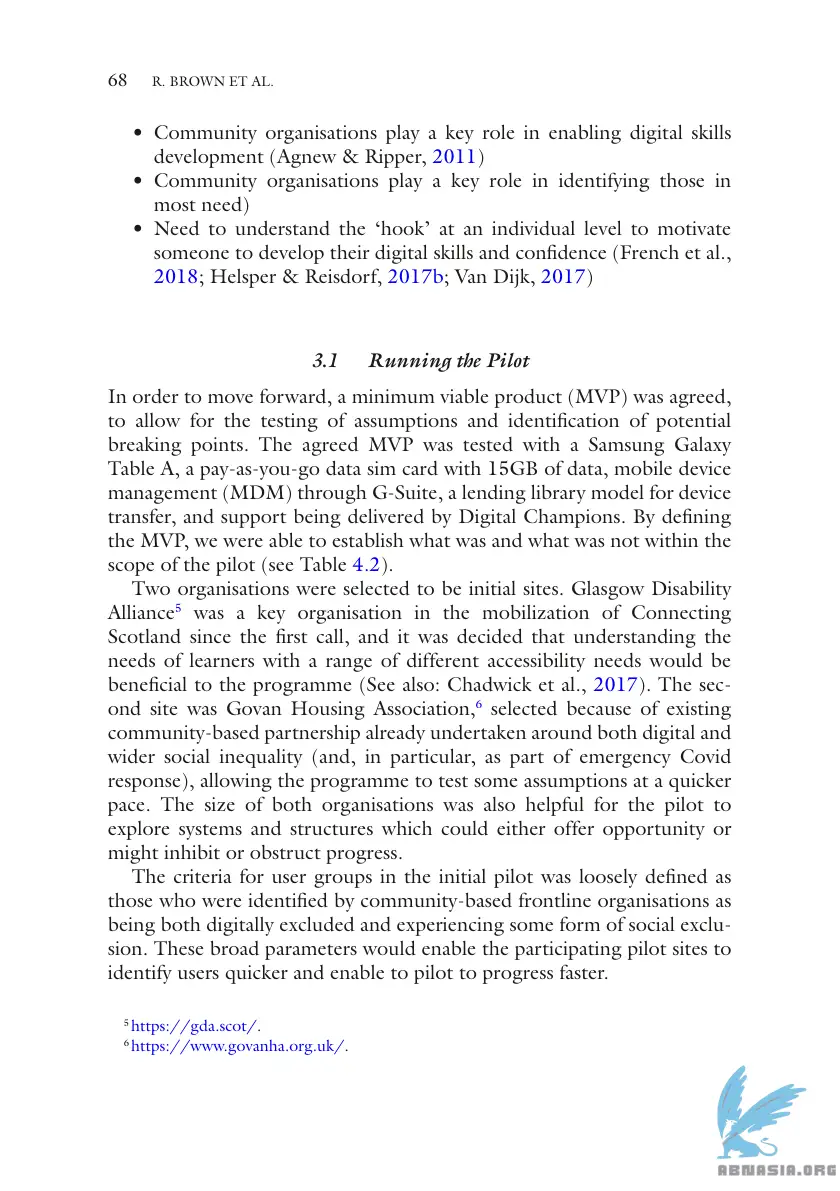 68 R. BROWN ET AL.
• Community organisations play a key role in enabling digital skills
development (Agnew & Ripper, 2011)
• Community organisations play a key role in identifying those in
most need)
• Need to understand the ‘hook’ at an individual level to motivate
someone to develop their digital skills and confidence (French et al.,
2018; Helsper & Reisdorf, 2017b; Van Dijk, 2017)
3.1 Running the Pilot
In order to move forward, a minimum viable product (MVP) was agreed,
to allow for the testing of assumptions and identification of potential
breaking points. The agreed MVP was tested with a Samsung Galaxy
Table A, a pay-as-you-go data sim card with 15GB of data, mobile device
management (MDM) through G-Suite, a lending library model for device
transfer, and support being delivered by Digital Champions. By defining
the MVP, we were able to establish what was and what was not within the
scope of the pilot (see Table 4.2).
Two organisations were selected to be initial sites. Glasgow Disability
Alliance5 was a key organisation in the mobilization of Connecting
Scotland since the first call, and it was decided that understanding the
needs of learners with a range of different accessibility needs would be
beneficial to the programme (See also: Chadwick et al., 2017). The sec-
ond site was Govan Housing Association,6 selected because of existing
community-based partnership already undertaken around both digital and
wider social inequality (and, in particular, as part of emergency Covid
response), allowing the programme to test some assumptions at a quicker
pace. The size of both organisations was also helpful for the pilot to
explore systems and structures which could either offer opportunity or
might inhibit or obstruct progress.
The criteria for user groups in the initial pilot was loosely defined as
those who were identified by community-based frontline organisations as
being both digitally excluded and experiencing some form of social exclu-
sion. These broad parameters would enable the participating pilot sites to
identify users quicker and enable to pilot to progress faster.
5 https://gda.scot/.
6 https://www.govanha.org.uk/.
ABNASIA.ORG